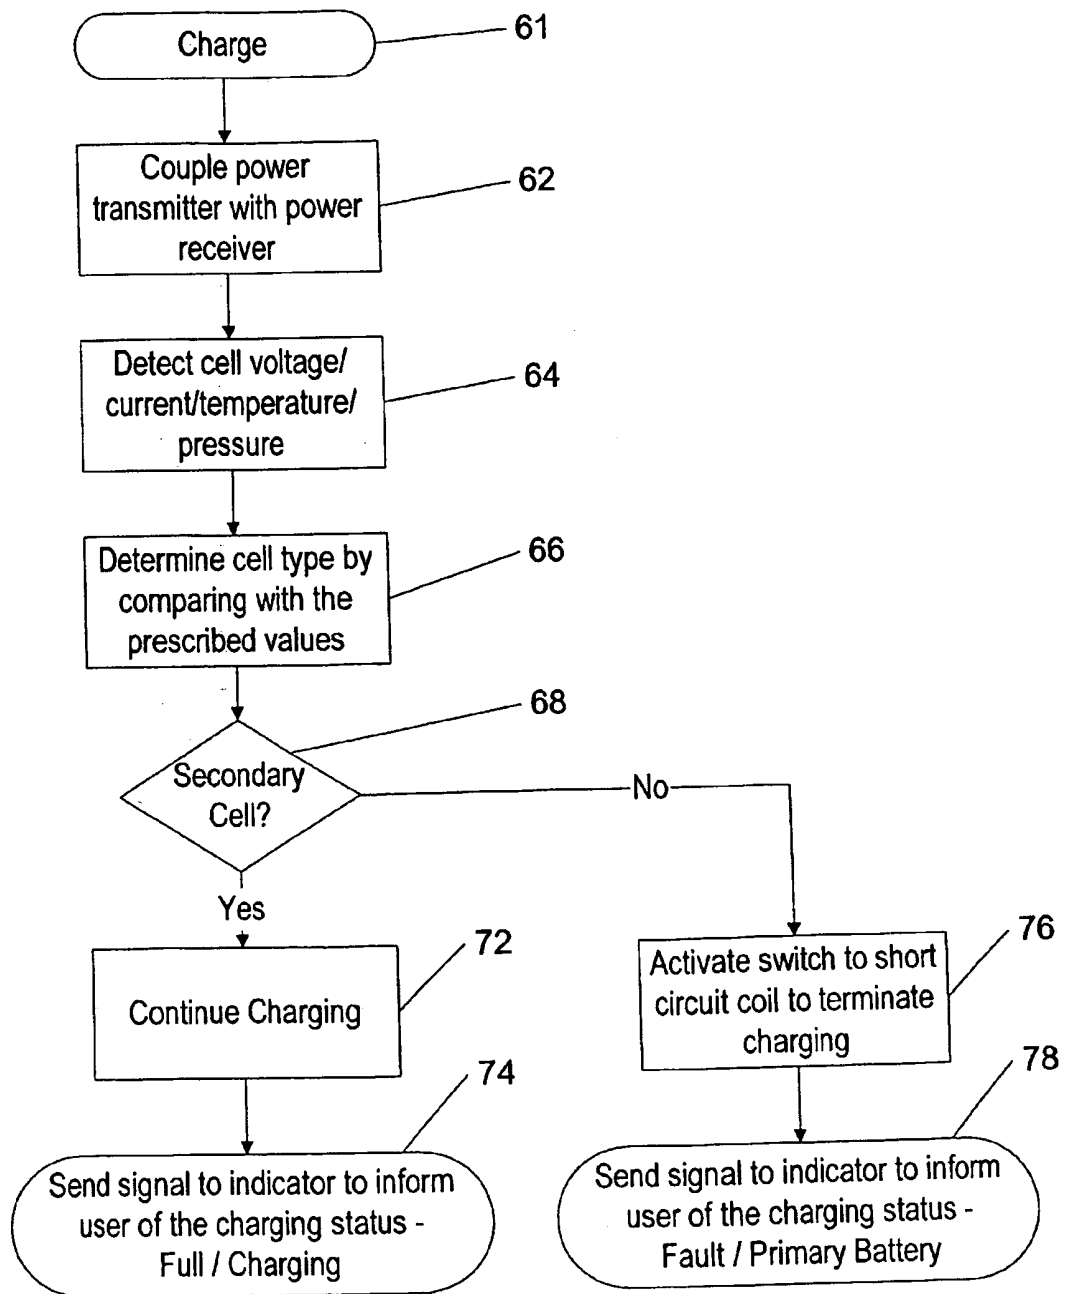 Charge
61
Couple power
transmitter with power
receiver
62
Detect cell voltage/
current/temperature/
pressure
64
Determine cell type by
comparing with the
prescribed values
66
68
Secondary
Cell?
No
Yes
72
Continue Charging
76
Activate switch to short
circuit coil to terminate
charging
74
Send signal to indicator to inform
user of the charging status -
Full / Charging
78
Send signal to indicator to inform
user of the charging status -
Fault / Primary Battery